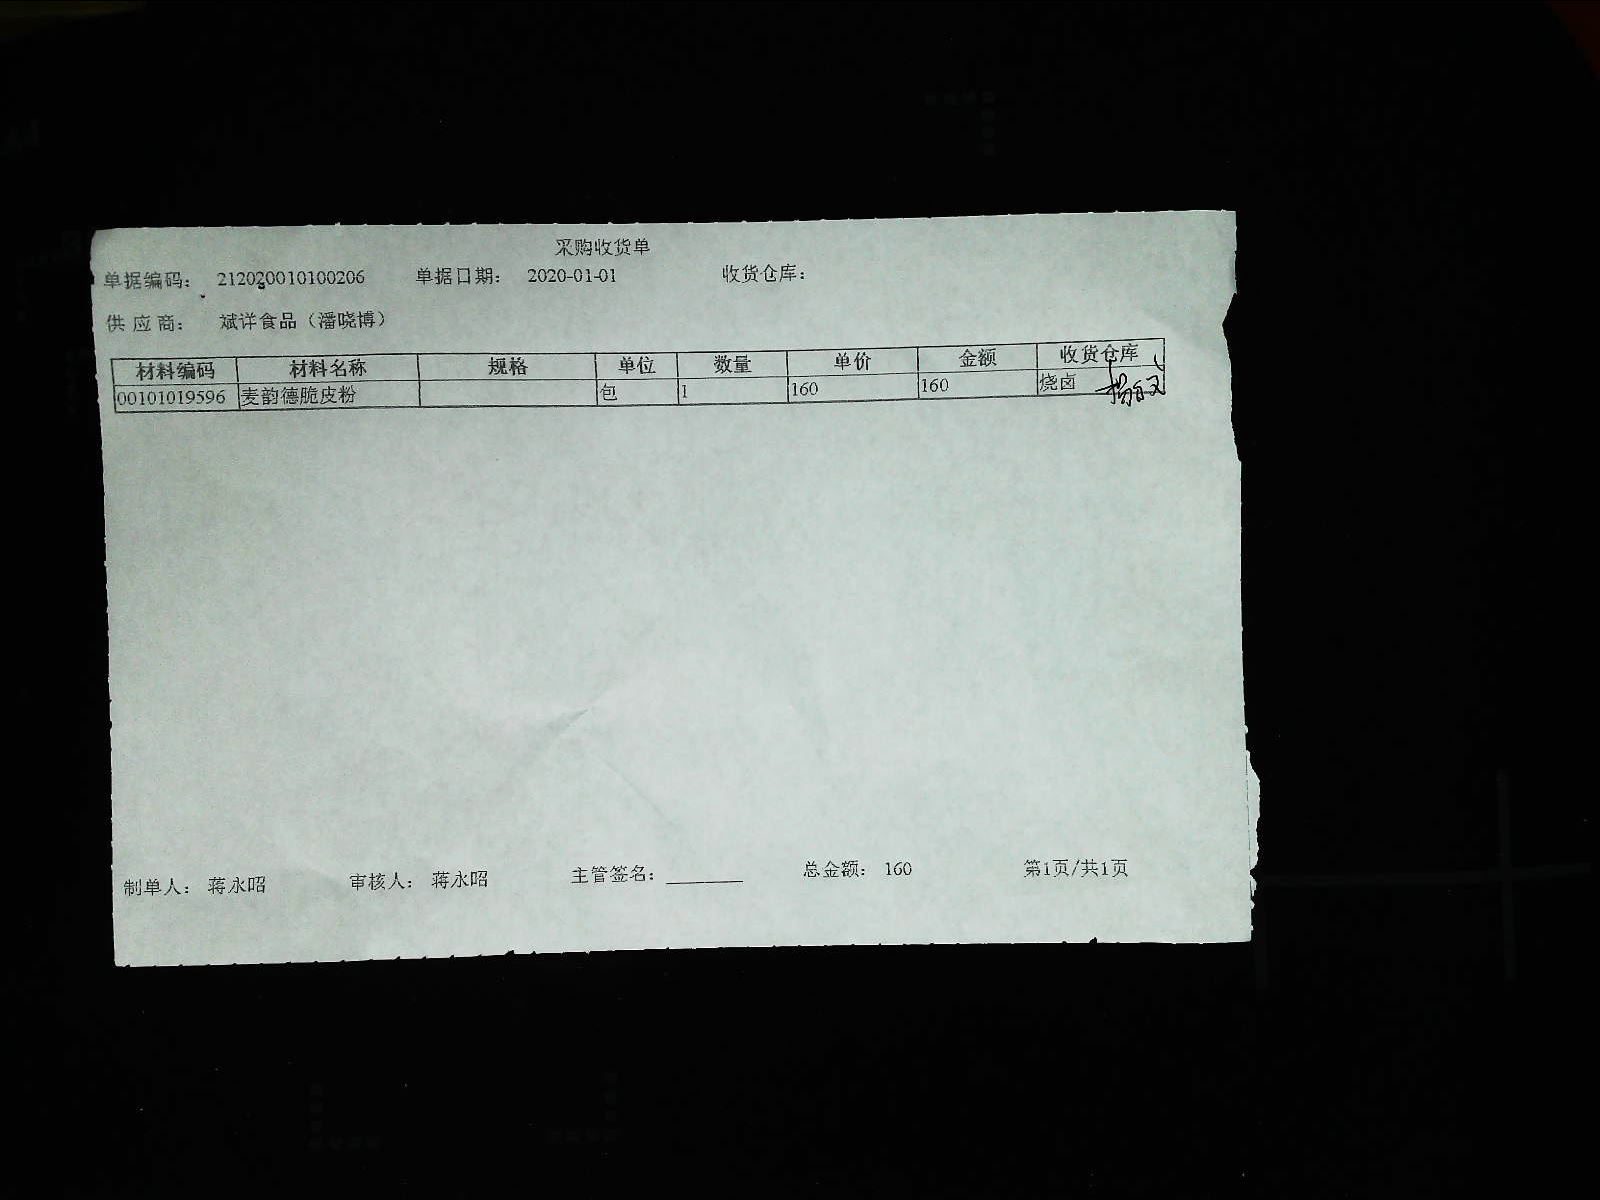 采购收货单
单据编码： 212020010100206 单据日期： 2020-01-01 收货仓库：
供应商： 斌详食品（潘晓博）
材料编码 材料名称 规格 单位 数量 单价 金额 收货仓库
00101019596 麦韵德脆皮粉 包 1 160 160 烧卤
制单人： 蒋永昭 审核人： 蒋永昭 主管签名：________ 总金额： 160 第1页/共1页